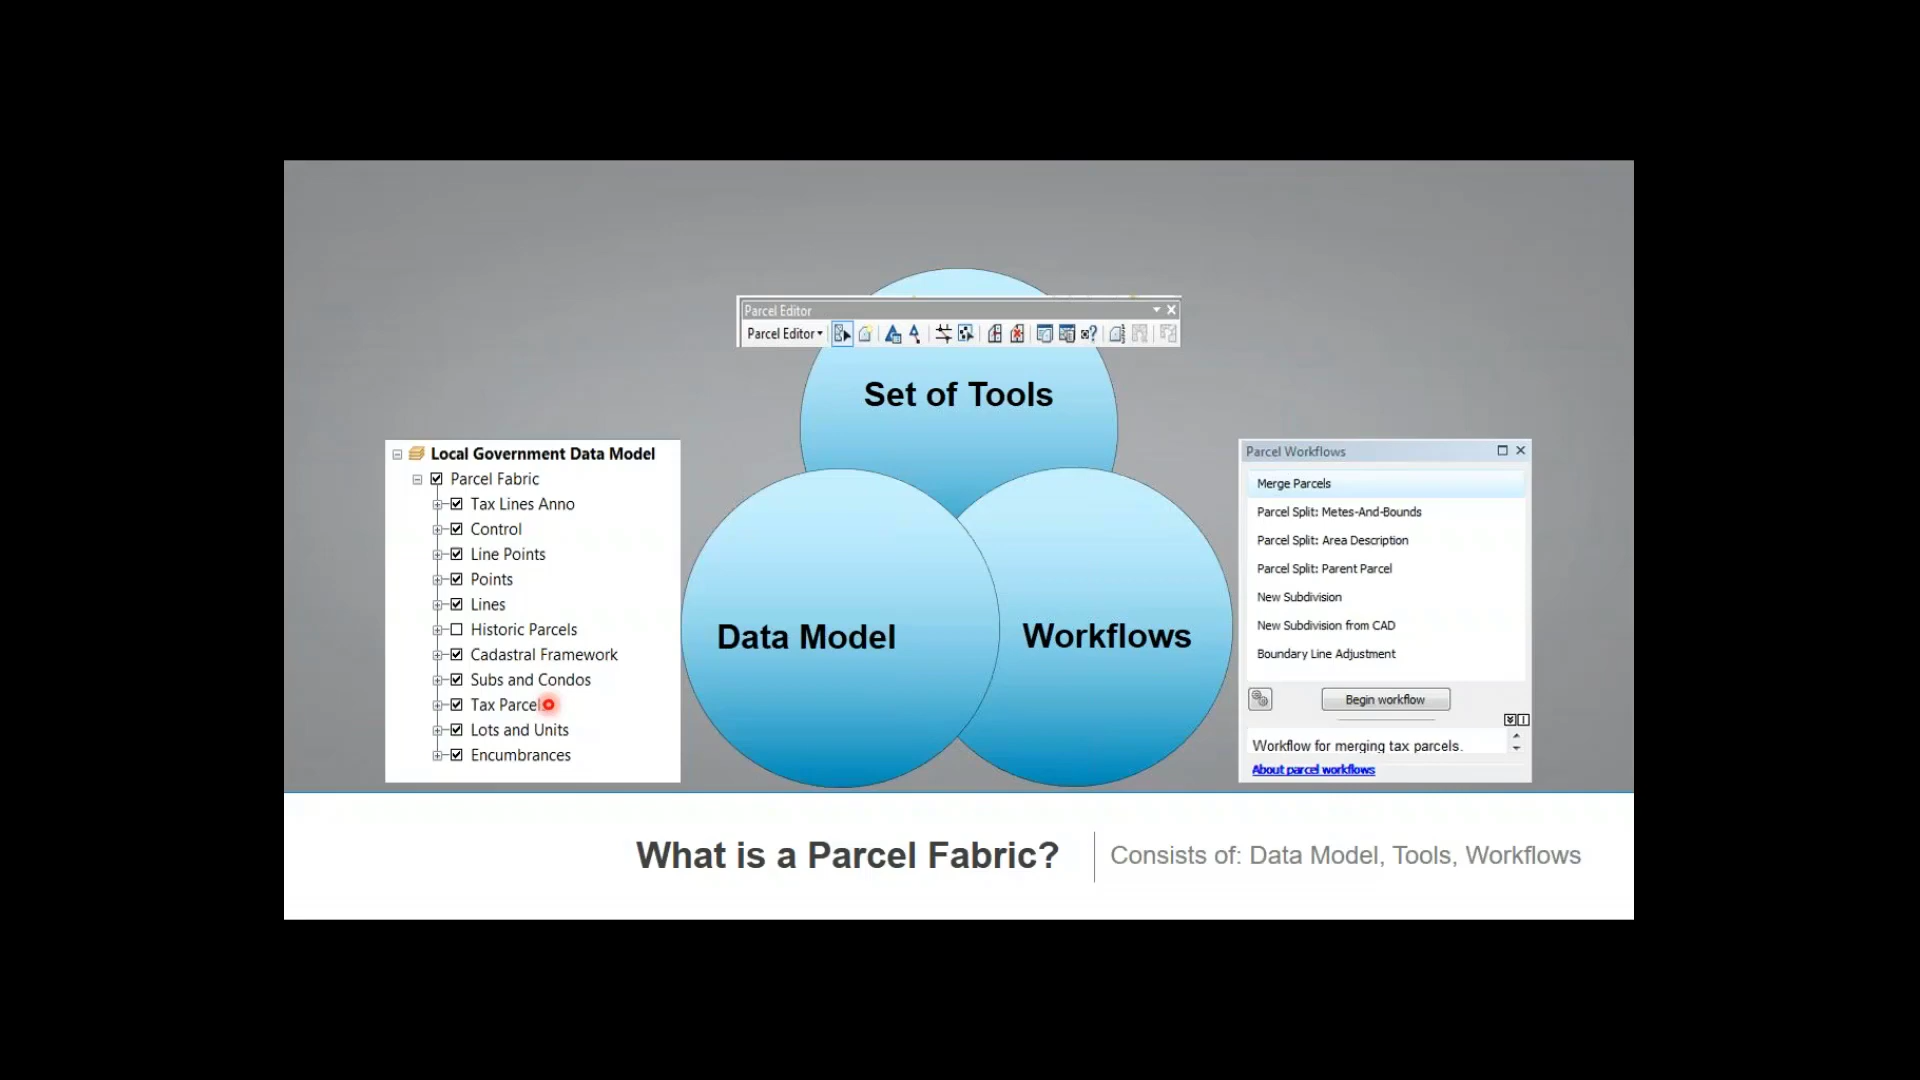 Parcel Editor
Parcel Editor
Set of Tools
Local Government Data Model
Parcel Fabric
Tax Lines Anno
Control
Line Points
Points
Lines
Historic Parcels
Cadastral Framework
Subs and Condos
Tax Parcel
Lots and Units
Encumbrances
Data Model
Workflows
Parcel Workflows
Merge Parcels
Parcel Split: Metes-And-Bounds
Parcel Split: Area Description
Parcel Split: Parent Parcel
New Subdivision
New Subdivision from CAD
Boundary Line Adjustment
Begin workflow
Workflow for merging tax parcels.
About parcel workflows
What is a Parcel Fabric?
Consists of: Data Model, Tools, Workflows